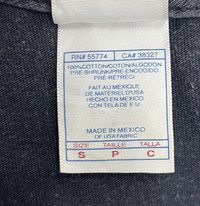 RN# 55774 CA# 38327
100%COTTON/COTON/ALGODON
PRE-SHRUNK/PRE-ENCOGIDO
PRÉ-RÉTRÉCI
FAIT AU MEXIQUE
DE MATERIEL D'USA
HECHO EN MEXICO
CON TELA DE E U
MADE IN MEXICO
OF USA FABRIC
SIZE TAILLE TALLA
S P C